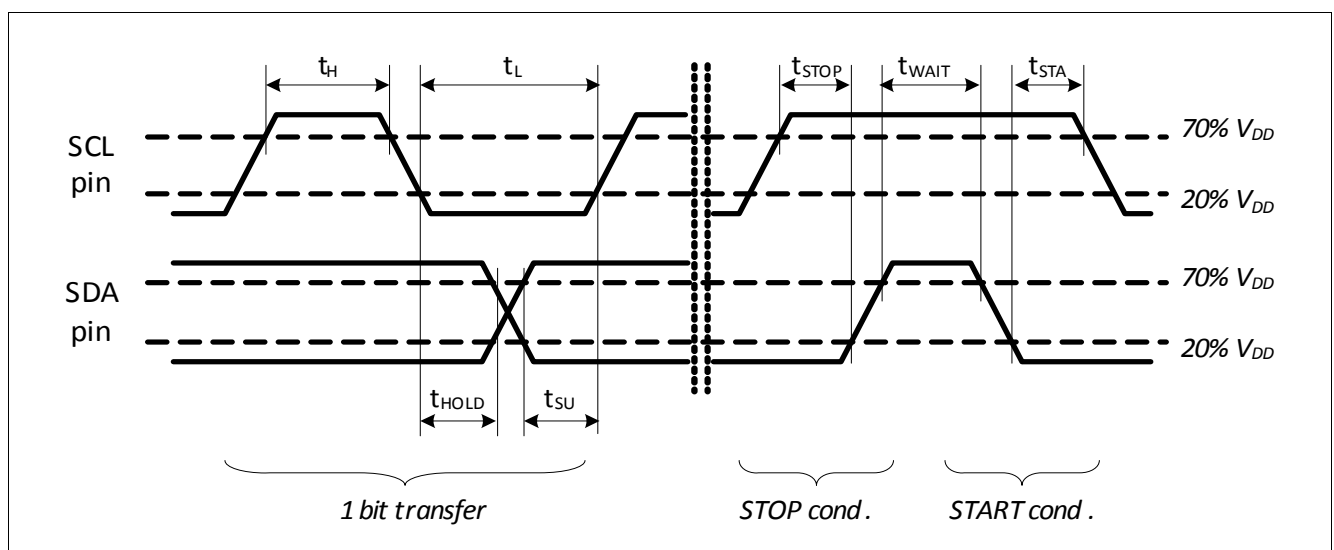 tH tL tSTOP tWAIT tSTA
SCL pin
70% VDD
20% VDD
SDA pin
70% VDD
20% VDD
tHOLD tSU
1 bit transfer STOP cond . START cond .